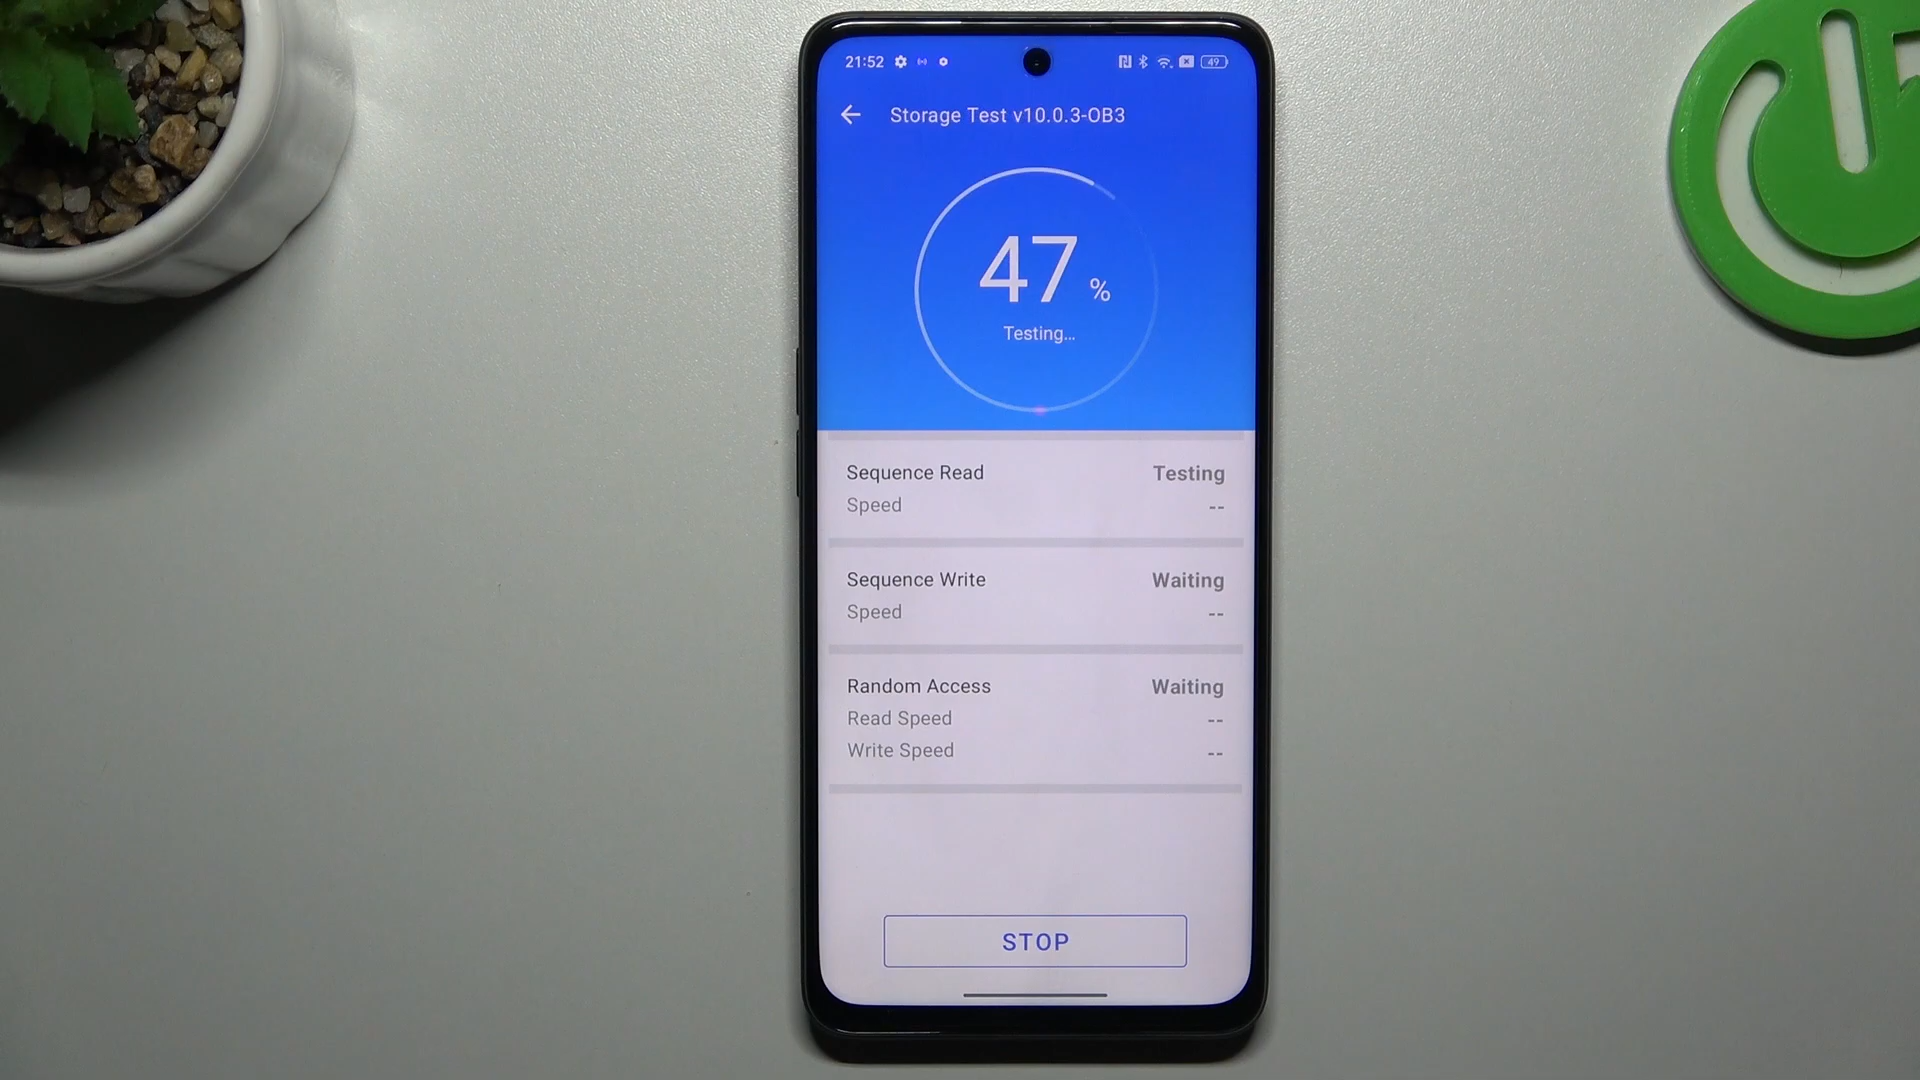 21:52 49
Storage Test v10.0.3-OB3
47 %
Testing...
Sequence Read Testing
Speed --
Sequence Write Waiting
Speed --
Random Access Waiting
Read Speed --
Write Speed --
STOP